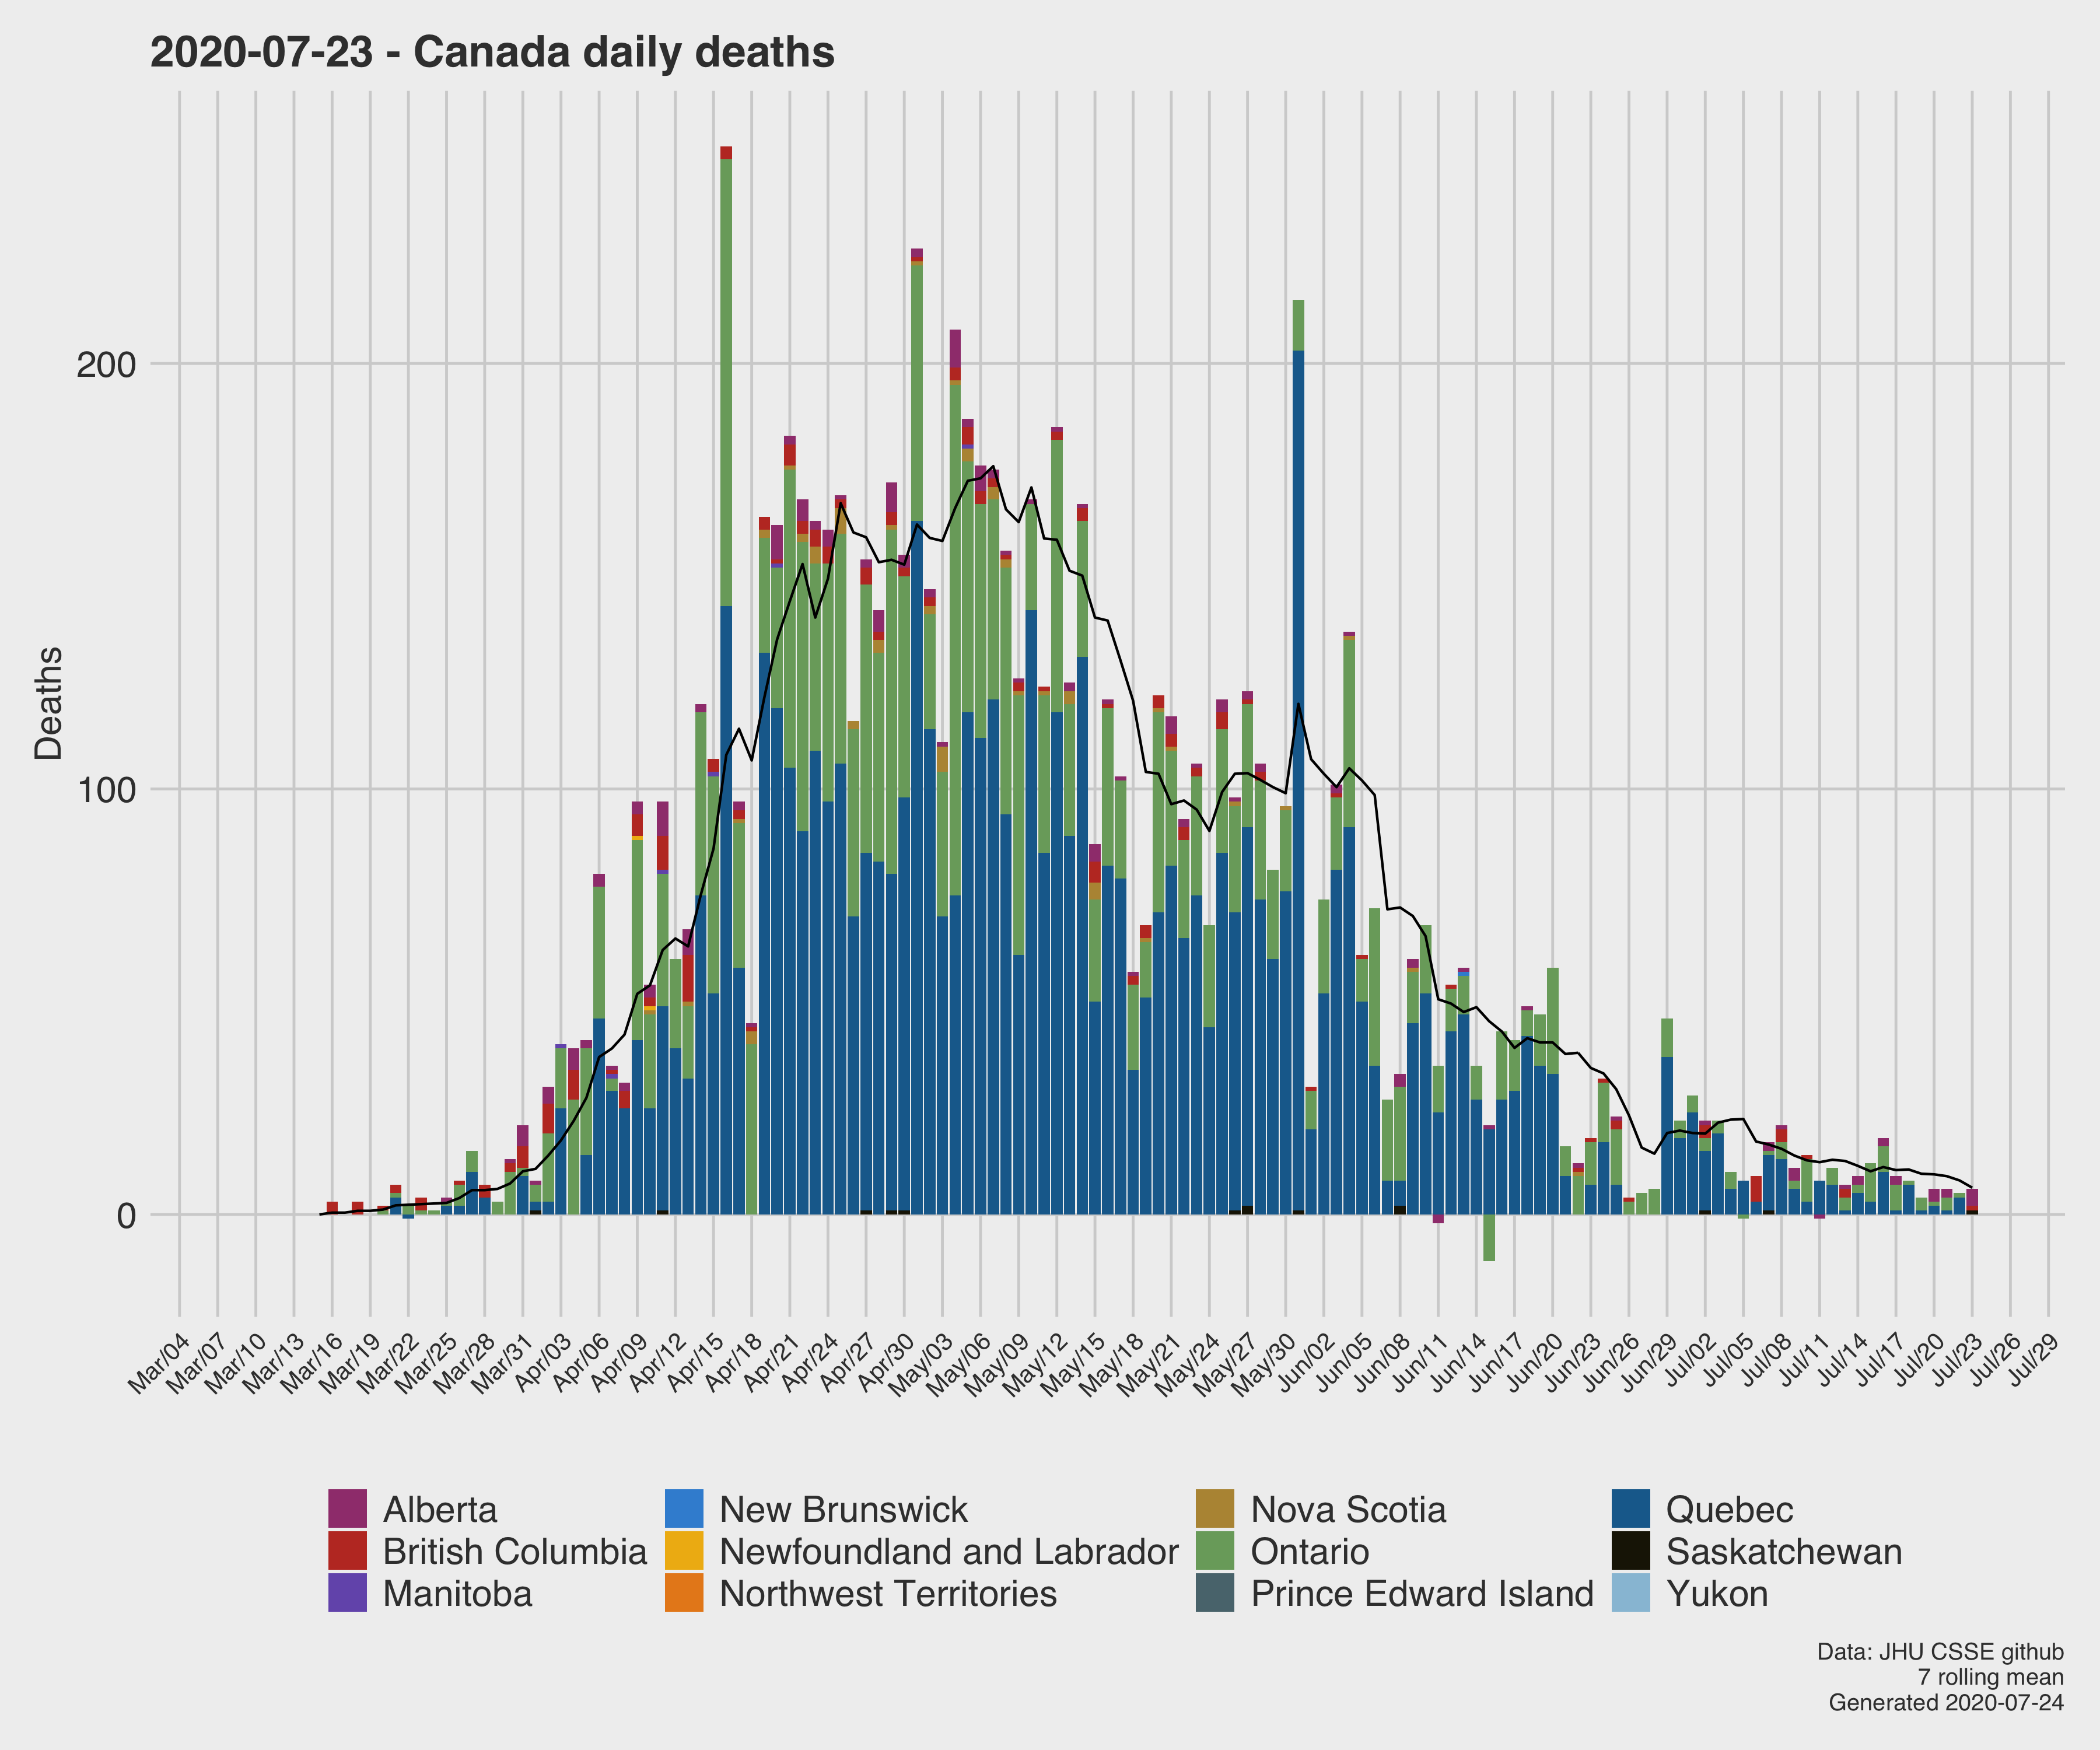 2020-07-23 - Canada daily deaths
200
100
0
Deaths
Mar/04
Mar/07
Mar/10
Mar/13
Mar/16
Mar/19
Mar/22
Mar/25
Mar/28
Mar/31
Apr/03
Apr/06
Apr/09
Apr/12
Apr/15
Apr/18
Apr/21
Apr/24
Apr/27
Apr/30
May/03
May/06
May/09
May/12
May/15
May/18
May/21
May/24
May/27
May/30
Jun/02
Jun/05
Jun/08
Jun/11
Jun/14
Jun/17
Jun/20
Jun/23
Jun/26
Jun/29
Jul/02
Jul/05
Jul/08
Jul/11
Jul/14
Jul/17
Jul/20
Jul/23
Jul/26
Jul/29
Alberta
British Columbia
Manitoba
New Brunswick
Newfoundland and Labrador
Northwest Territories
Nova Scotia
Ontario
Prince Edward Island
Quebec
Saskatchewan
Yukon
Data: JHU CSSE github
7 rolling mean
Generated 2020-07-24